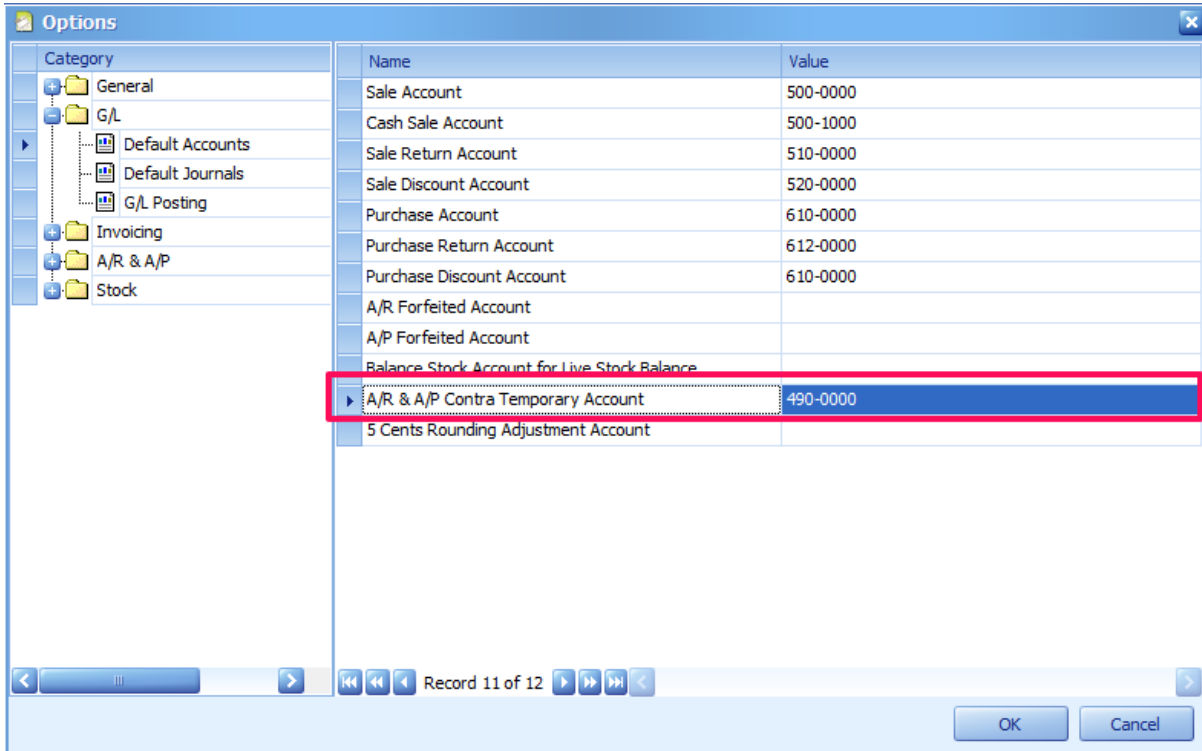 Options
Category
General
G/L
Default Accounts
Default Journals
G/L Posting
Invoicing
A/R & A/P
Stock
Name Value
Sale Account 500-0000
Cash Sale Account 500-1000
Sale Return Account 510-0000
Sale Discount Account 520-0000
Purchase Account 610-0000
Purchase Return Account 612-0000
Purchase Discount Account 610-0000
A/R Forfeited Account
A/P Forfeited Account
Balance Stock Account for Live Stock Balance
A/R & A/P Contra Temporary Account 490-0000
5 Cents Rounding Adjustment Account
Record 11 of 12
OK Cancel